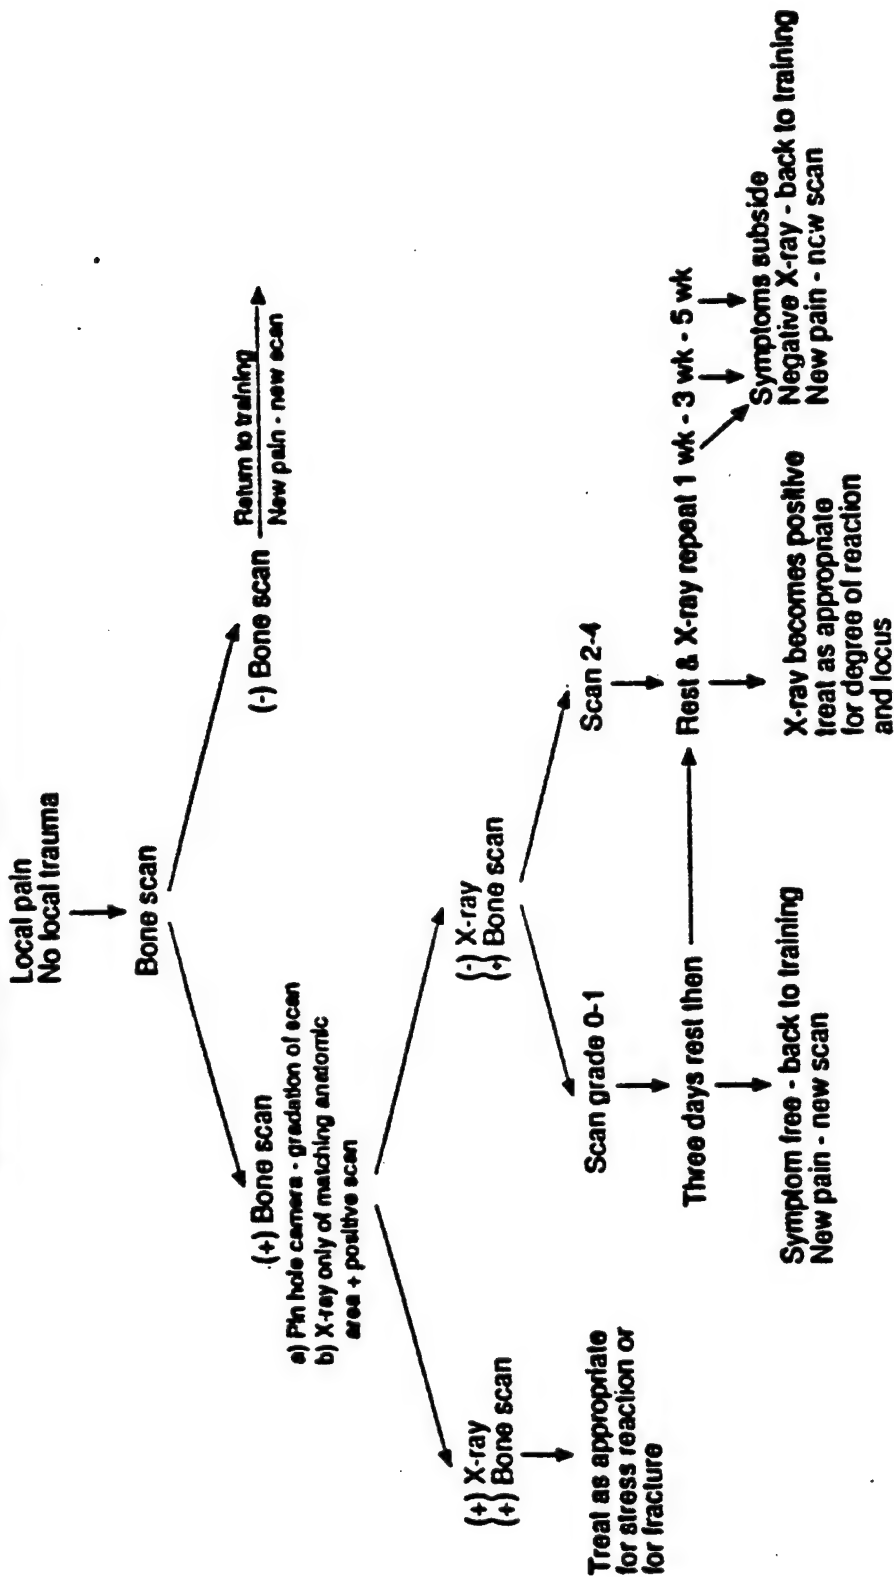 Local pain
No local trauma
Bone scan
(+) Bone scan
a) Pin hole camera - gradation of scan
b) X-ray only of matching anatomic
area + positive scan
(-) Bone scan
Return to training
New pain - new scan
(+) X-ray
(+) Bone scan
Treat as appropriate
for stress reaction or
for fracture
(-) X-ray
(+) Bone scan
Scan grade 0-1
Scan 2-4
Three days rest then
Rest & X-ray repeat 1 wk - 3 wk - 5 wk
Symptom free - back to training
New pain - new scan
X-ray becomes positive
treat as appropriate
for degree of reaction
and locus
Symptoms subside
Negative X-ray - back to training
New pain - new scan